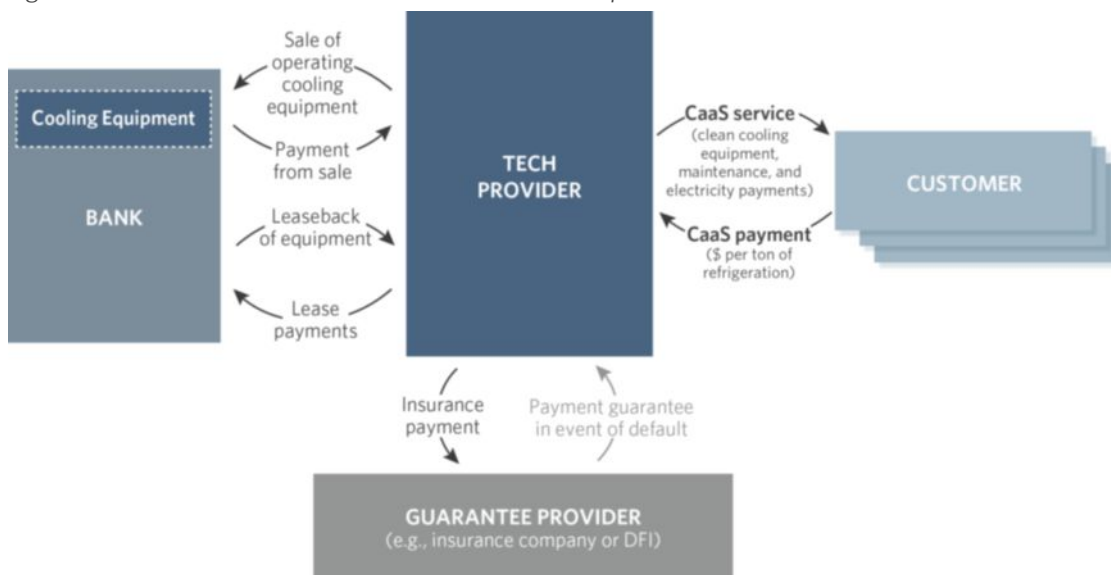 Sale of
operating
cooling
equipment
Cooling Equipment
Payment
from sale
BANK
Leaseback
of equipment
Lease
payments
TECH
PROVIDER
CaaS service
(clean cooling
equipment,
maintenance, and
electricity payments)
CUSTOMER
CaaS payment
($ per ton of
refrigeration)
Insurance
payment
Payment guarantee
in event of default
GUARANTEE PROVIDER
(e.g., insurance company or DFI)